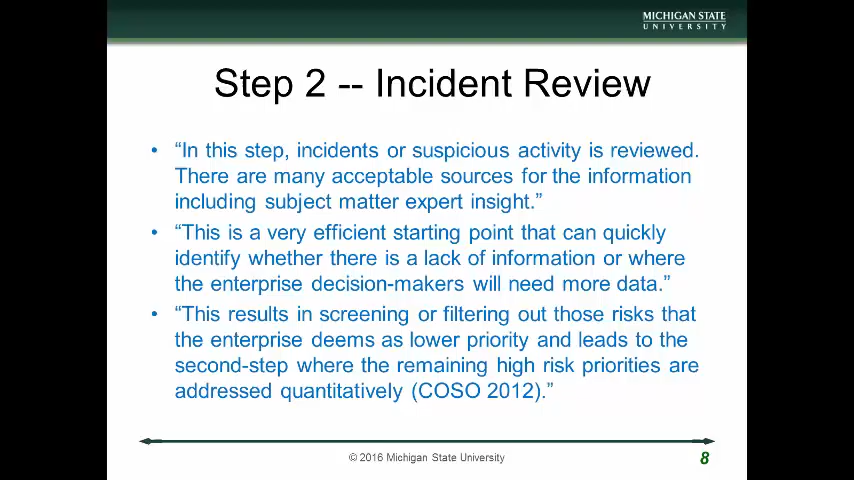 MICHIGAN STATE
UNIVERSITY
Step 2 -- Incident Review
• “In this step, incidents or suspicious activity is reviewed.
There are many acceptable sources for the information
including subject matter expert insight.”
• “This is a very efficient starting point that can quickly
identify whether there is a lack of information or where
the enterprise decision-makers will need more data.”
• “This results in screening or filtering out those risks that
the enterprise deems as lower priority and leads to the
second-step where the remaining high risk priorities are
addressed quantitatively (COSO 2012).”
© 2016 Michigan State University
8